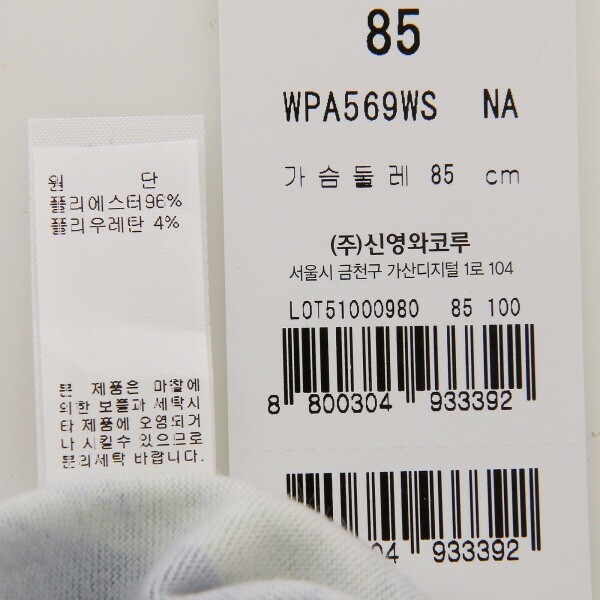 원 단
폴리에스터96%
폴리우레탄 4%
본 제품은 마찰에
의한 보풀과 세탁시
타 제품에 오염되거
나 시킬수 있으므로
분리세탁 바랍니다.
85
WPA569WS NA
가슴둘레 85 cm
(주)신영와코루
서울시 금천구 가산디지털 1로 104
LOT51000980 85 100
8 800304 933392
04 933392